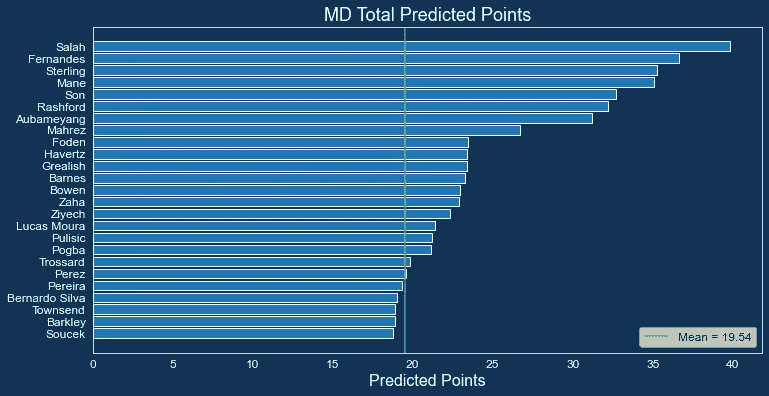 MD Total Predicted Points
Salah
Fernandes
Sterling
Mane
Son
Rashford
Aubameyang
Mahrez
Foden
Havertz
Grealish
Barnes
Bowen
Zaha
Ziyech
Lucas Moura
Pulisic
Pogba
Trossard
Perez
Pereira
Bernardo Silva
Townsend
Barkley
Soucek
Mean = 19.54
0 5 10 15 20 25 30 35 40
Predicted Points